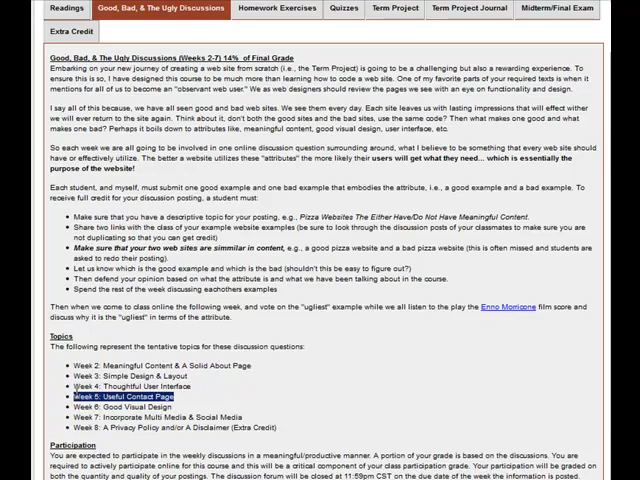 Readings
Good, Bad, & The Ugly Discussions
Homework Exercises
Quizzes
Term Project
Term Project Journal
Midterm/Final Exam
Extra Credit
Good, Bad, & The Ugly Discussions (Weeks 2-7) 14% of Final Grade
Embarking on your new journey of creating a web site from scratch (i.e., the Term Project) is going to be a challenging but also a rewarding experience. To
ensure this is so, I have designed this course to be much more than learning how to code a web site. One of my favorite parts of your required texts is when it
mentions for all of us to become an "observant web user." We as web designers should review the pages we see with an eye on functionality and design.
I say all of this because, we have all seen good and bad web sites. We see them every day. Each site leaves us with lasting impressions that will effect wither
we will ever return to the site again. Think about it, don't both the good sites and the bad sites, use the same code? Then what makes one good and what
makes one bad? Perhaps it boils down to attributes like, meaningful content, good visual design, user interface, etc.
So each week we are all going to be involved in one online discussion question surrounding around, what I believe to be something that every web site should
have or effectively utilize. The better a website utilizes these "attributes" the more likely their users will get what they need... which is essentially the
purpose of the website!
Each student, and myself, must submit one good example and one bad example that embodies the attribute, i.e., a good example and a bad example. To
receive full credit for your discussion posting, a student must:
• Make sure that you have a descriptive topic for your posting, e.g., Pizza Websites The Either Have/Do Not Have Meaningful Content.
• Share two links with the class of your example website examples (be sure to look through the discussion posts of your classmates to make sure you are
not duplicating so that you can get credit)
• Make sure that your two web sites are simmilar in content, e.g., a good pizza website and a bad pizza website (this is often missed and students are
asked to redo their posting).
• Let us know which is the good example and which is the bad (shouldn't this be easy to figure out?)
• Then defend your opinion based on what the attribute is and what we have been talking about in the course.
• Spend the rest of the week discussing eachothers examples
Then when we come to class online the following week, and vote on the "ugliest" example while we all listen to the play the Enno Morricone film score and
discuss why it is the "ugliest" in terms of the attribute.
Topics
The following represent the tentative topics for these discussion questions:
• Week 2: Meaningful Content & A Solid About Page
• Week 3: Simple Design & Layout
• Week 4: Thoughtful User Interface
• Week 5: Useful Contact Page
• Week 6: Good Visual Design
• Week 7: Incorporate Multi Media & Social Media
• Week 8: A Privacy Policy and/or A Disclaimer (Extra Credit)
Participation
You are expected to participate in the weekly discussions in a meaningful/productive manner. A portion of your grade is based on the discussions. You are
required to actively participate online for this course and this will be a critical component of your class participation grade. Your participation will be graded on
both the quantity and quality of your postings. The discussion forum will be closed at 11:59pm CST on the due date of the week the information is posted.